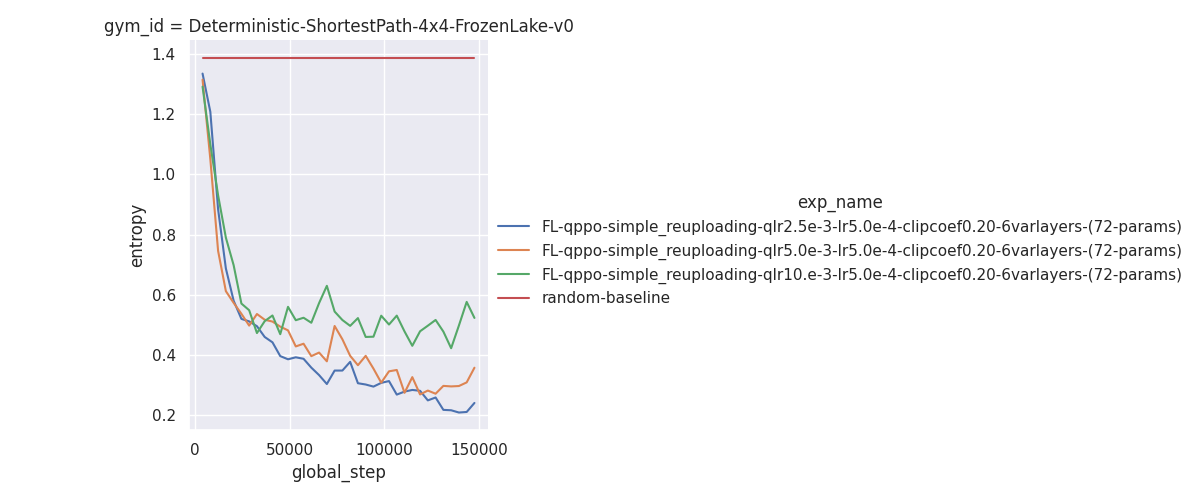 gym_id = Deterministic-ShortestPath-4x4-FrozenLake-v0
1.4
1.2
1.0
0.8
0.6
0.4
0.2
entropy
0 50000 100000 150000
global_step
exp_name
FL-qppo-simple_reuploading-qlr2.5e-3-lr5.0e-4-clipcoef0.20-6varlayers-(72-params)
FL-qppo-simple_reuploading-qlr5.0e-3-lr5.0e-4-clipcoef0.20-6varlayers-(72-params)
FL-qppo-simple_reuploading-qlr10.e-3-lr5.0e-4-clipcoef0.20-6varlayers-(72-params)
random-baseline